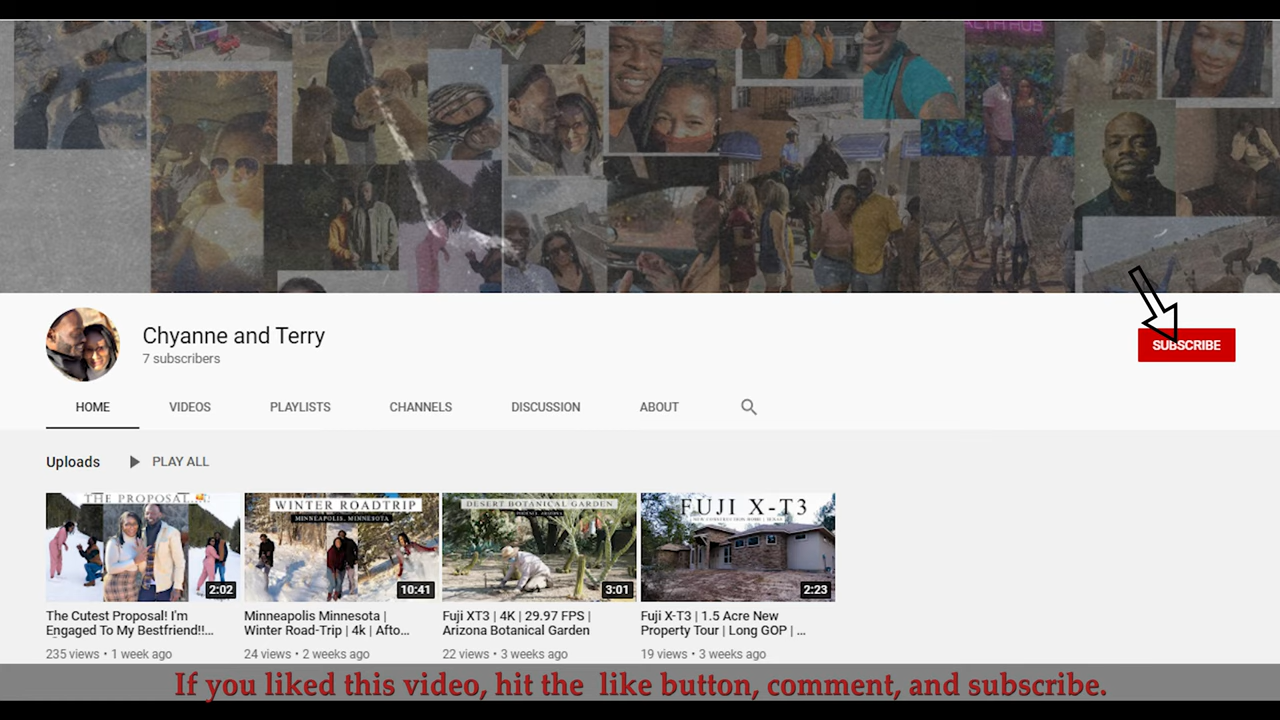 Chyanne and Terry
7 subscribers
SUBSCRIBE
HOME VIDEOS PLAYLISTS CHANNELS DISCUSSION ABOUT
Uploads PLAY ALL
THE PROPOSAL....
WINTER ROADTRIP
MINNEAPOLIS, MINNESOTA
DESERT BOTANICAL GARDEN
PHOENIX, ARIZONA
FUJI X-T3
2:02
10:41
3:01
2:23
The Cutest Proposal! I'm
Engaged To My Bestfriend!!...
235 views • 1 week ago
Minneapolis Minnesota |
Winter Road-Trip | 4k | Afto...
24 views • 2 weeks ago
Fuji XT3 | 4K | 29.97 FPS |
Arizona Botanical Garden
22 views • 3 weeks ago
Fuji X-T3 | 1.5 Acre New
Property Tour | Long GOP | ...
19 views • 3 weeks ago
If you liked this video, hit the like button, comment, and subscribe.